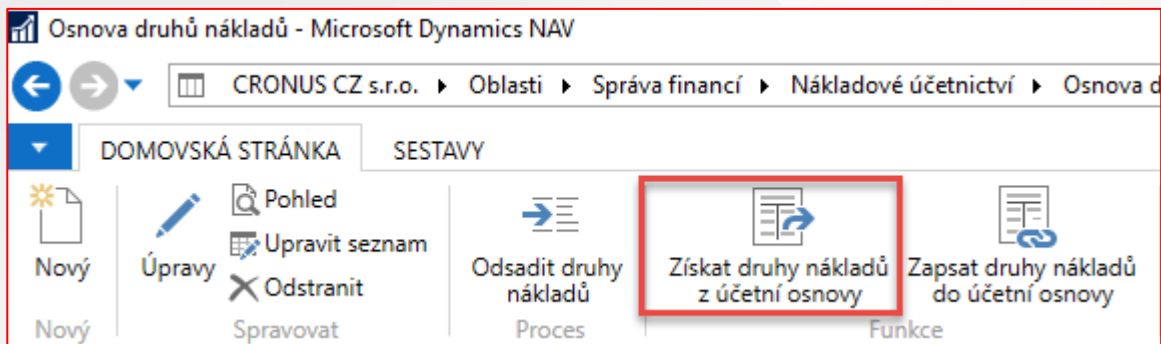 Osnova druhů nákladů - Microsoft Dynamics NAV
CRONUS CZ s.r.o. Oblasti Správa financí Nákladové účetnictví Osnova d
DOMOVSKÁ STRÁNKA SESTAVY
Nový
Úpravy
Pohled
Upravit seznam
Odstranit
Odsadit druhy
nákladů
Získat druhy nákladů
z účetní osnovy
Zapsat druhy nákladů
do účetní osnovy
Nový Spravovat Proces Funkce